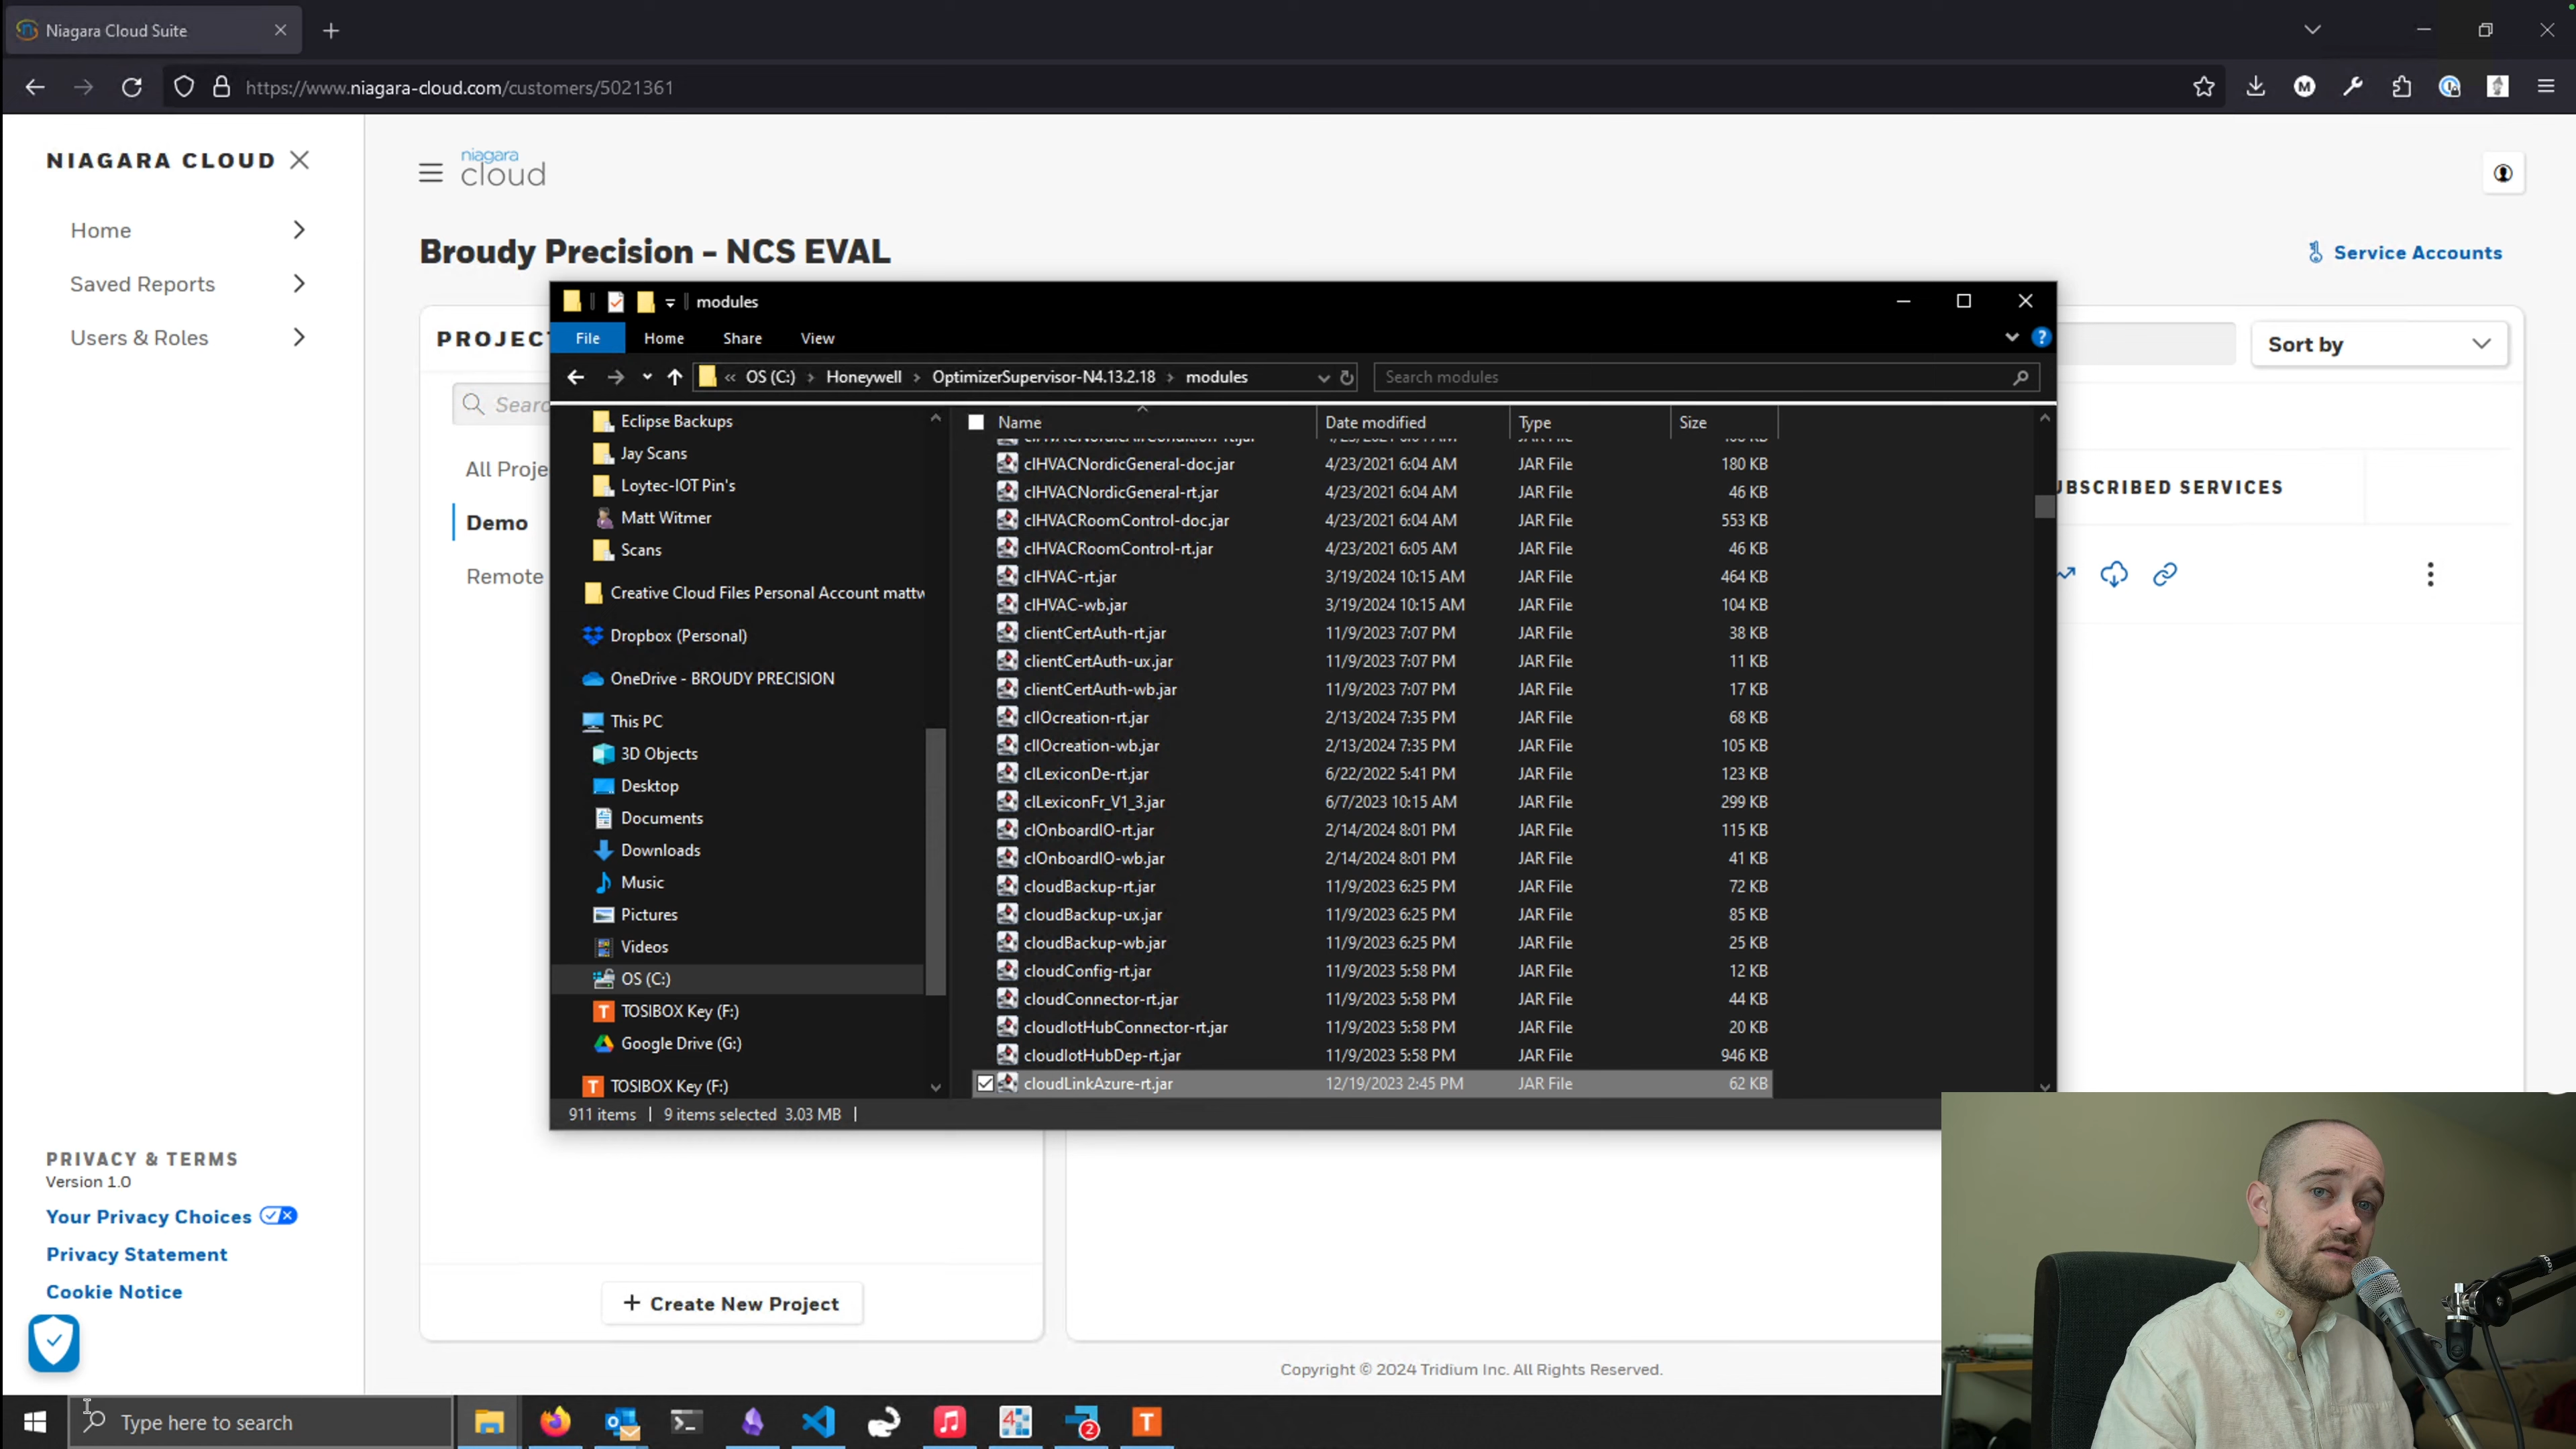 Niagara Cloud Suite
https://www.niagara-cloud.com/customers/5021361
NIAGARA CLOUD
Home
Saved Reports
Users & Roles
PRIVACY & TERMS
Version 1.0
Your Privacy Choices
Privacy Statement
Cookie Notice
niagara
cloud
Broudy Precision - NCS EVAL
Service Accounts
PROJECT
Sort by
Searc
All Proje
Demo
Remote
UBSCRIBED SERVICES
Create New Project
Copyright © 2024 Tridium Inc. All Rights Reserved.
modules
File Home Share View
OS (C:) Honeywell OptimizerSupervisor-N4.13.2.18 modules
Search modules
Eclipse Backups
Jay Scans
Loytec-IOT Pin's
Matt Witmer
Scans
Creative Cloud Files Personal Account mattw
Dropbox (Personal)
OneDrive - BROUDY PRECISION
This PC
3D Objects
Desktop
Documents
Downloads
Music
Pictures
Videos
OS (C:)
TOSIBOX Key (F:)
Google Drive (G:)
TOSIBOX Key (F:)
Name Date modified Type Size
clHVACNordicGeneral-doc.jar 4/23/2021 6:04 AM JAR File 180 KB
clHVACNordicGeneral-rt.jar 4/23/2021 6:04 AM JAR File 46 KB
clHVACRoomControl-doc.jar 4/23/2021 6:04 AM JAR File 553 KB
clHVACRoomControl-rt.jar 4/23/2021 6:05 AM JAR File 46 KB
clHVAC-rt.jar 3/19/2024 10:15 AM JAR File 464 KB
clHVAC-wb.jar 3/19/2024 10:15 AM JAR File 104 KB
clientCertAuth-rt.jar 11/9/2023 7:07 PM JAR File 38 KB
clientCertAuth-ux.jar 11/9/2023 7:07 PM JAR File 11 KB
clientCertAuth-wb.jar 11/9/2023 7:07 PM JAR File 17 KB
clIOcreation-rt.jar 2/13/2024 7:35 PM JAR File 68 KB
clIOcreation-wb.jar 2/13/2024 7:35 PM JAR File 105 KB
clLexiconDe-rt.jar 6/22/2022 5:41 PM JAR File 123 KB
clLexiconFr_V1_3.jar 6/7/2023 10:15 AM JAR File 299 KB
clOnboardIO-rt.jar 2/14/2024 8:01 PM JAR File 115 KB
clOnboardIO-wb.jar 2/14/2024 8:01 PM JAR File 41 KB
cloudBackup-rt.jar 11/9/2023 6:25 PM JAR File 72 KB
cloudBackup-ux.jar 11/9/2023 6:25 PM JAR File 85 KB
cloudBackup-wb.jar 11/9/2023 6:25 PM JAR File 25 KB
cloudConfig-rt.jar 11/9/2023 5:58 PM JAR File 12 KB
cloudConnector-rt.jar 11/9/2023 5:58 PM JAR File 44 KB
cloudIotHubConnector-rt.jar 11/9/2023 5:58 PM JAR File 20 KB
cloudIotHubDep-rt.jar 11/9/2023 5:58 PM JAR File 946 KB
cloudLinkAzure-rt.jar 12/19/2023 2:45 PM JAR File 62 KB
911 items 9 items selected 3.03 MB
Type here to search
2
T